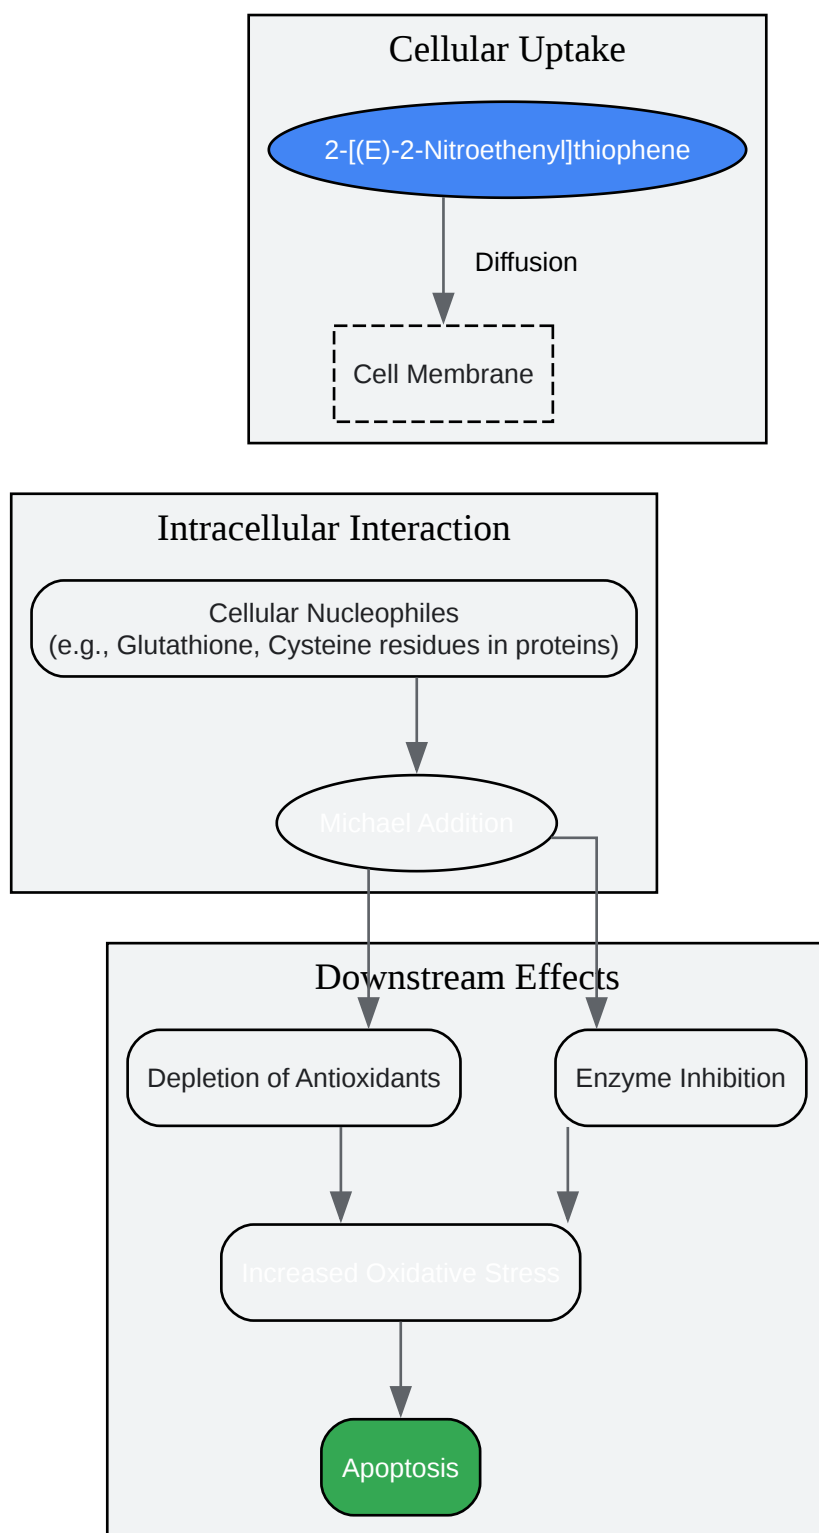 Cellular Uptake
2-[(E)-2-Nitroethenyl]thiophene
Diffusion
Cell Membrane
Intracellular Interaction
Cellular Nucleophiles
(e.g., Glutathione, Cysteine residues in proteins)
Michael Addition
Downstream Effects
Depletion of Antioxidants
Enzyme Inhibition
Increased Oxidative Stress
Apoptosis